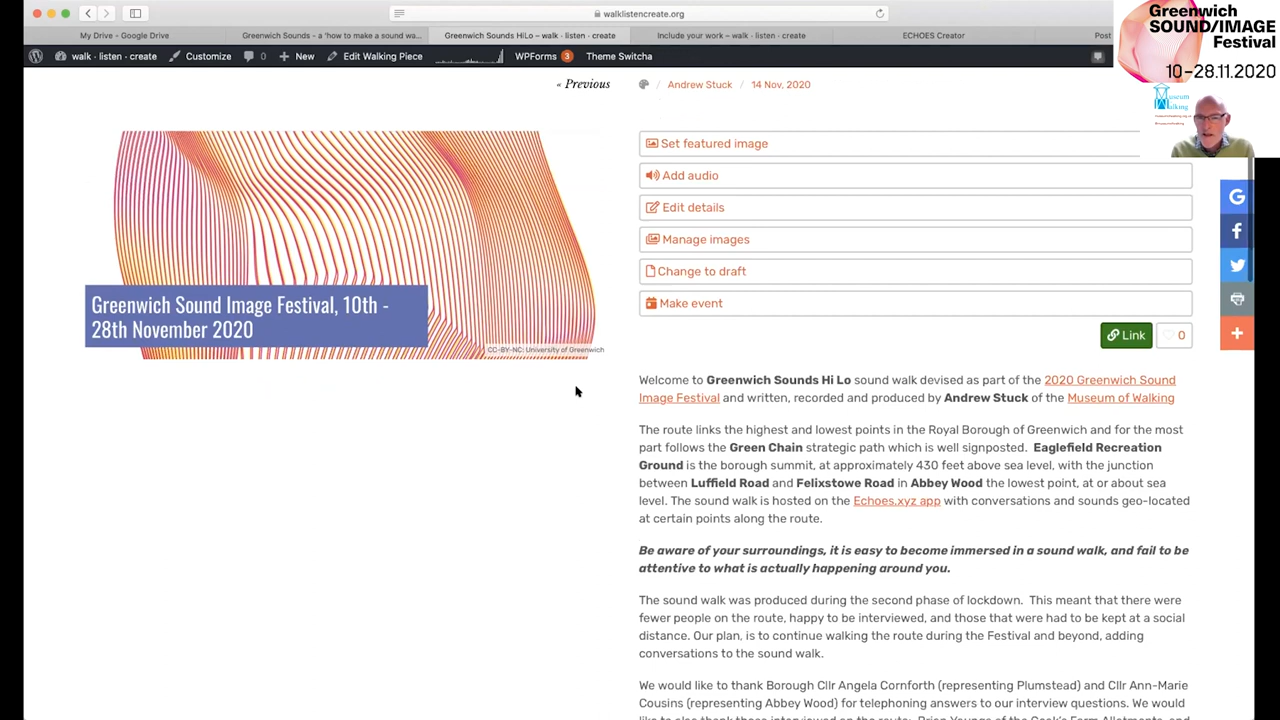 walklistencreate.org
My Drive - Google Drive
Greenwich Sounds - a 'how to make a sound wa...
Greenwich Sounds HiLo – walk · listen · create
Include your work – walk · listen · create
ECHOES Creator
Post
walk · listen · create
Customize
0
New
Edit Walking Piece
WPForms
3
Theme Switcha
Greenwich
SOUND/IMAGE
Festival
10–28.11.2020
Museum
Walking
« Previous
/ Andrew Stuck / 14 Nov, 2020
Set featured image
Add audio
Edit details
Manage images
Change to draft
Make event
Link
0
Greenwich Sound Image Festival, 10th -
28th November 2020
CC-BY-NC: University of Greenwich
Welcome to Greenwich Sounds Hi Lo sound walk devised as part of the 2020 Greenwich Sound
Image Festival and written, recorded and produced by Andrew Stuck of the Museum of Walking
The route links the highest and lowest points in the Royal Borough of Greenwich and for the most
part follows the Green Chain strategic path which is well signposted. Eaglefield Recreation
Ground is the borough summit, at approximately 430 feet above sea level, with the junction
between Luffield Road and Felixstowe Road in Abbey Wood the lowest point, at or about sea
level. The sound walk is hosted on the Echoes.xyz app with conversations and sounds geo-located
at certain points along the route.
Be aware of your surroundings, it is easy to become immersed in a sound walk, and fail to be
attentive to what is actually happening around you.
The sound walk was produced during the second phase of lockdown. This meant that there were
fewer people on the route, happy to be interviewed, and those that were had to be kept at a social
distance. Our plan, is to continue walking the route during the Festival and beyond, adding
conversations to the sound walk.
We would like to thank Borough Cllr Angela Cornforth (representing Plumstead) and Cllr Ann-Marie
Cousins (representing Abbey Wood) for telephoning answers to our interview questions. We would